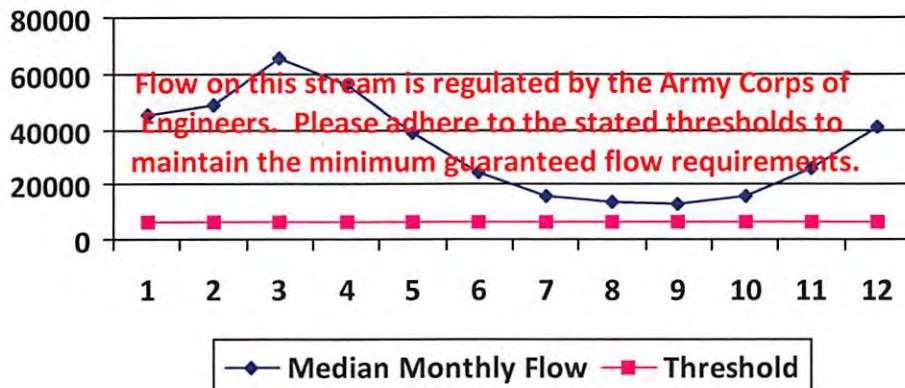 80000
60000
40000
20000
0
Flow on this stream is regulated by the Army Corps of
Engineers. Please adhere to the stated thresholds to
maintain the minimum guaranteed flow requirements.
1 2 3 4 5 6 7 8 9 10 11 12
Median Monthly Flow Threshold